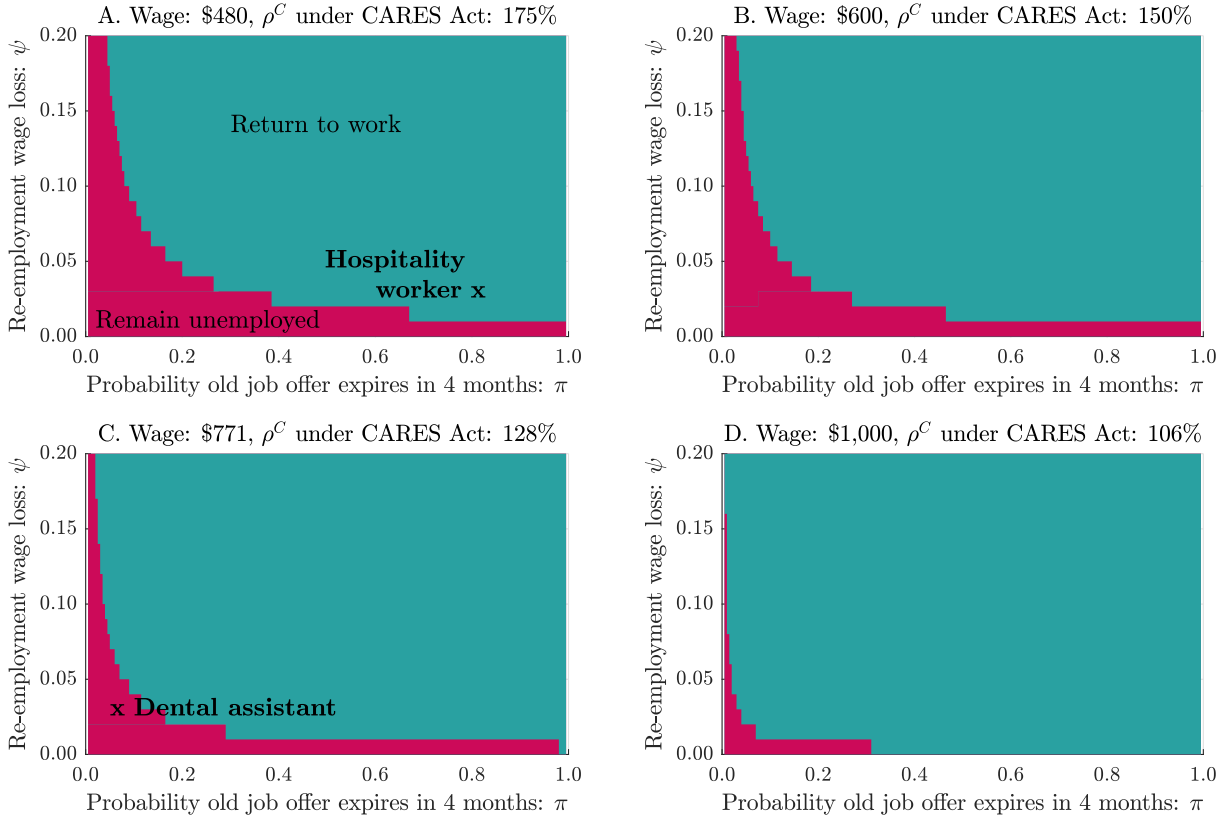 A. Wage: $480, ρ^C under CARES Act: 175%
Re-employment wage loss: ψ
0.20
0.15
0.10
0.05
0.00
Return to work
Hospitality
worker x
Remain unemployed
0.0 0.2 0.4 0.6 0.8 1.0
Probability old job offer expires in 4 months: π
B. Wage: $600, ρ^C under CARES Act: 150%
Re-employment wage loss: ψ
0.20
0.15
0.10
0.05
0.00
0.0 0.2 0.4 0.6 0.8 1.0
Probability old job offer expires in 4 months: π
C. Wage: $771, ρ^C under CARES Act: 128%
Re-employment wage loss: ψ
0.20
0.15
0.10
0.05
0.00
x Dental assistant
0.0 0.2 0.4 0.6 0.8 1.0
Probability old job offer expires in 4 months: π
D. Wage: $1,000, ρ^C under CARES Act: 106%
Re-employment wage loss: ψ
0.20
0.15
0.10
0.05
0.00
0.0 0.2 0.4 0.6 0.8 1.0
Probability old job offer expires in 4 months: π